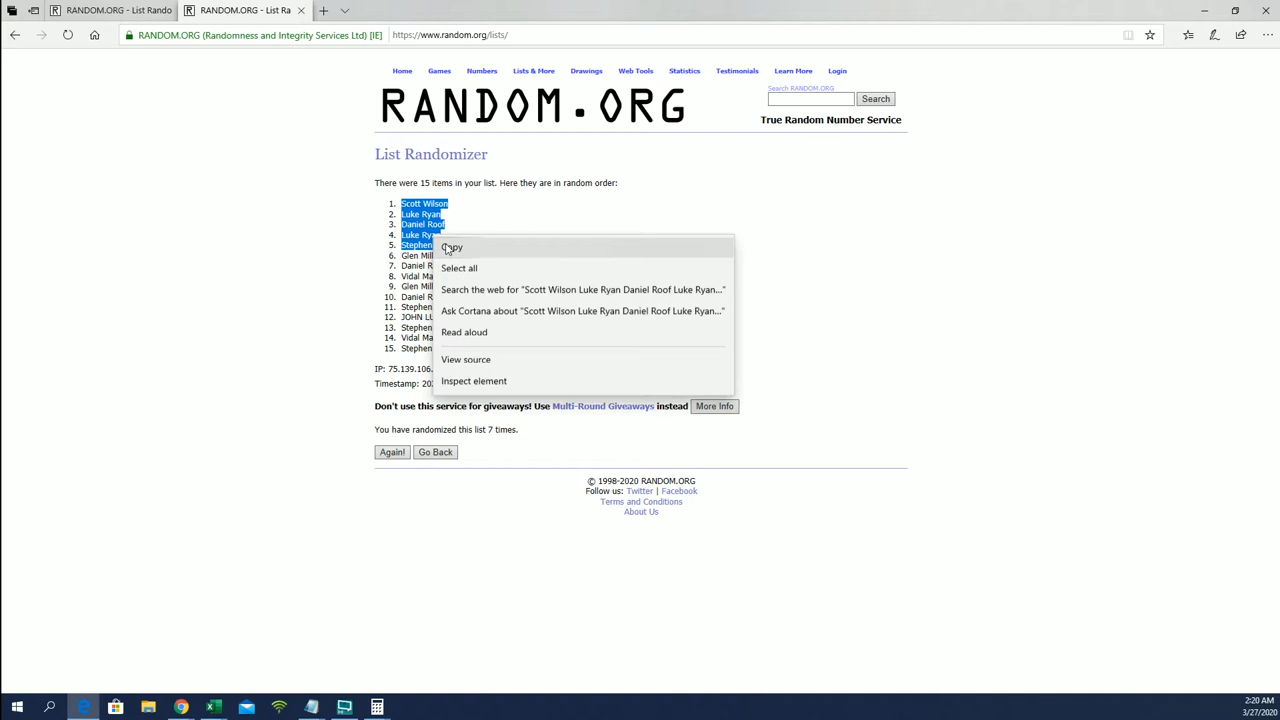 RANDOM.ORG - List Rando
RANDOM.ORG - List Ra
RANDOM.ORG (Randomness and Integrity Services Ltd) [IE]
https://www.random.org/lists/
Home Games Numbers Lists & More Drawings Web Tools Statistics Testimonials Learn More Login
RANDOM.ORG
Search RANDOM.ORG
Search
True Random Number Service
List Randomizer
There were 15 items in your list. Here they are in random order:
1. Scott Wilson
2. Luke Ryan
3. Daniel Roof
4. Luke Ryan
5. Stephen
6. Glen Mill
7. Daniel R
8. Vidal Ma
9. Glen Mill
10. Daniel R
11. Stephen
12. JOHN LU
13. Stephen
14. Vidal Ma
15. Stephen
Copy
Select all
Search the web for "Scott Wilson Luke Ryan Daniel Roof Luke Ryan..."
Ask Cortana about "Scott Wilson Luke Ryan Daniel Roof Luke Ryan..."
Read aloud
View source
Inspect element
IP: 75.139.106.
Timestamp: 202
Don't use this service for giveaways! Use Multi-Round Giveaways instead More Info
You have randomized this list 7 times.
Again! Go Back
© 1998-2020 RANDOM.ORG
Follow us: Twitter | Facebook
Terms and Conditions
About Us
2:20 AM
3/27/2020